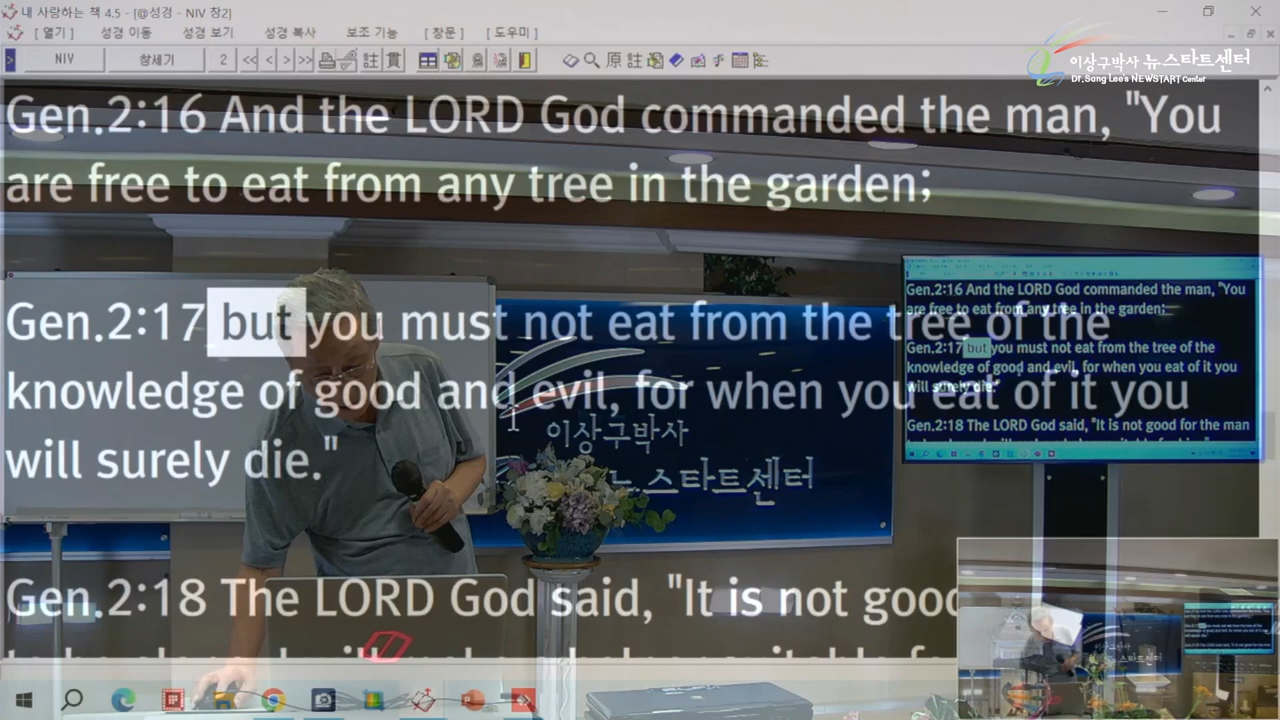 내 사랑하는 책 4.5 - [@성경 - NIV 창2]
[ 열기 ] 성경 이동 성경 보기 성경 복사 보조 기능 [ 창문 ] [ 도우미 ]
NIV 창세기 2 << < > >> 註 貫 原 註
이상구박사 뉴스타트센터
Dr. Sang Lee's NEWSTART Center
Gen.2:16 And the LORD God commanded the man, "You
are free to eat from any tree in the garden;
Gen.2:17 but you must not eat from the tree of the
knowledge of good and evil, for when you eat of it you
will surely die."
Gen.2:18 The LORD God said, "It is not good
이상구박사
뉴스타트센터
Gen.2:16 And the LORD God commanded the man, "You
are free to eat from any tree in the garden;
Gen.2:17 but you must not eat from the tree of the
knowledge of good and evil, for when you eat of it you
will surely die."
Gen.2:18 The LORD God said, "It is not good for the man